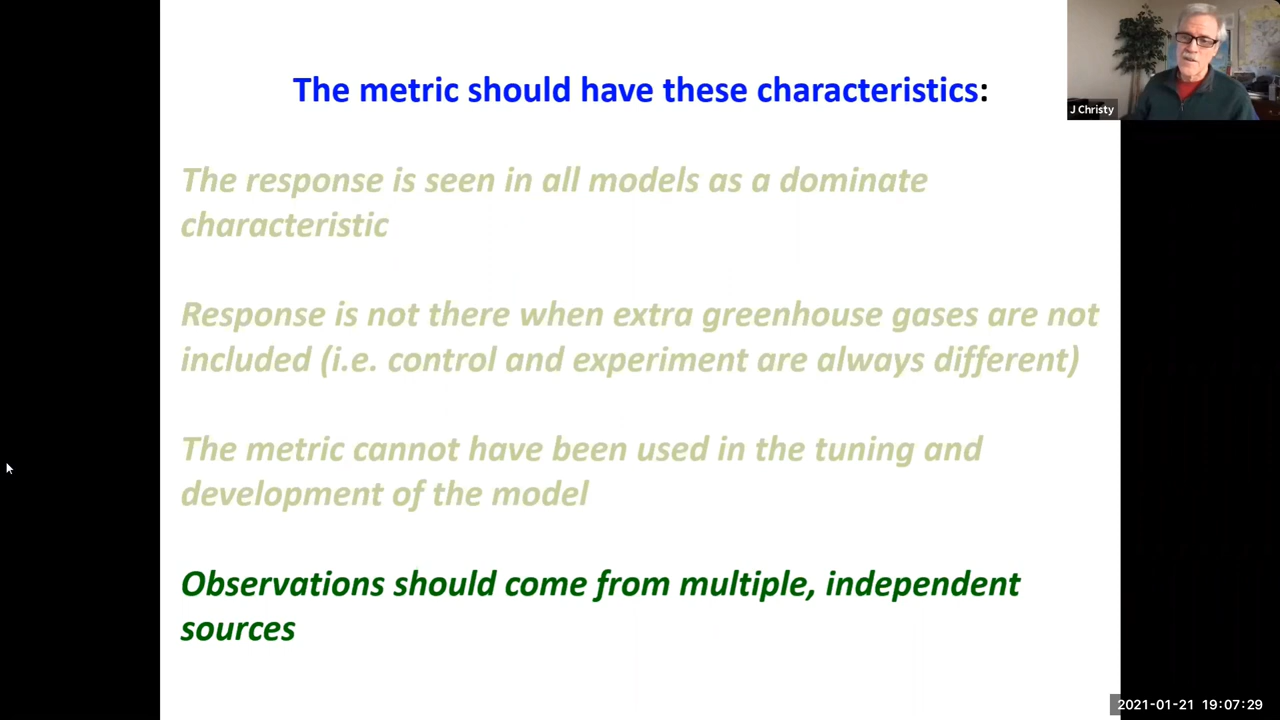 The metric should have these characteristics:
J Christy
The response is seen in all models as a dominate
characteristic
Response is not there when extra greenhouse gases are not
included (i.e. control and experiment are always different)
The metric cannot have been used in the tuning and
development of the model
Observations should come from multiple, independent
sources
2021-01-21 19:07:29